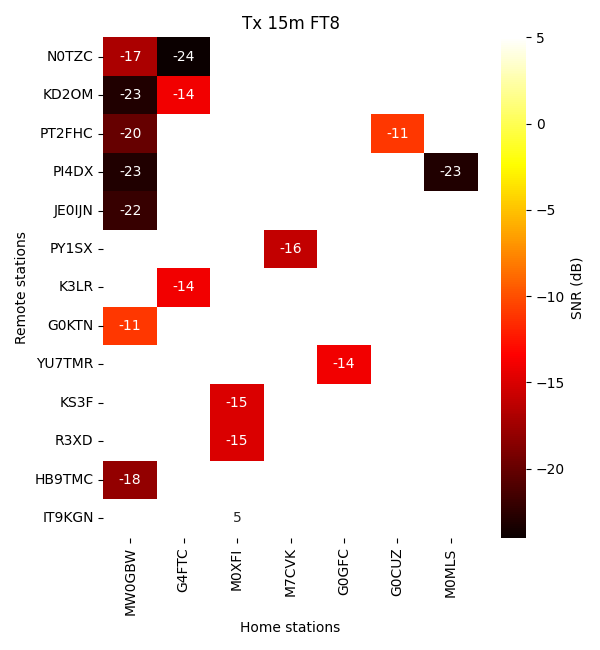 Tx 15m FT8
N0TZC -17 -24
KD2OM -23 -14
PT2FHC -20 -11
PI4DX -23 -23
JE0IJN -22
PY1SX -16
K3LR -14
G0KTN -11
YU7TMR -14
KS3F -15
R3XD -15
HB9TMC -18
IT9KGN 5
Remote stations
MW0GBW
G4FTC
M0XFI
M7CVK
G0GFC
G0CUZ
M0MLS
Home stations
5
0
−5
−10
−15
−20
SNR (dB)